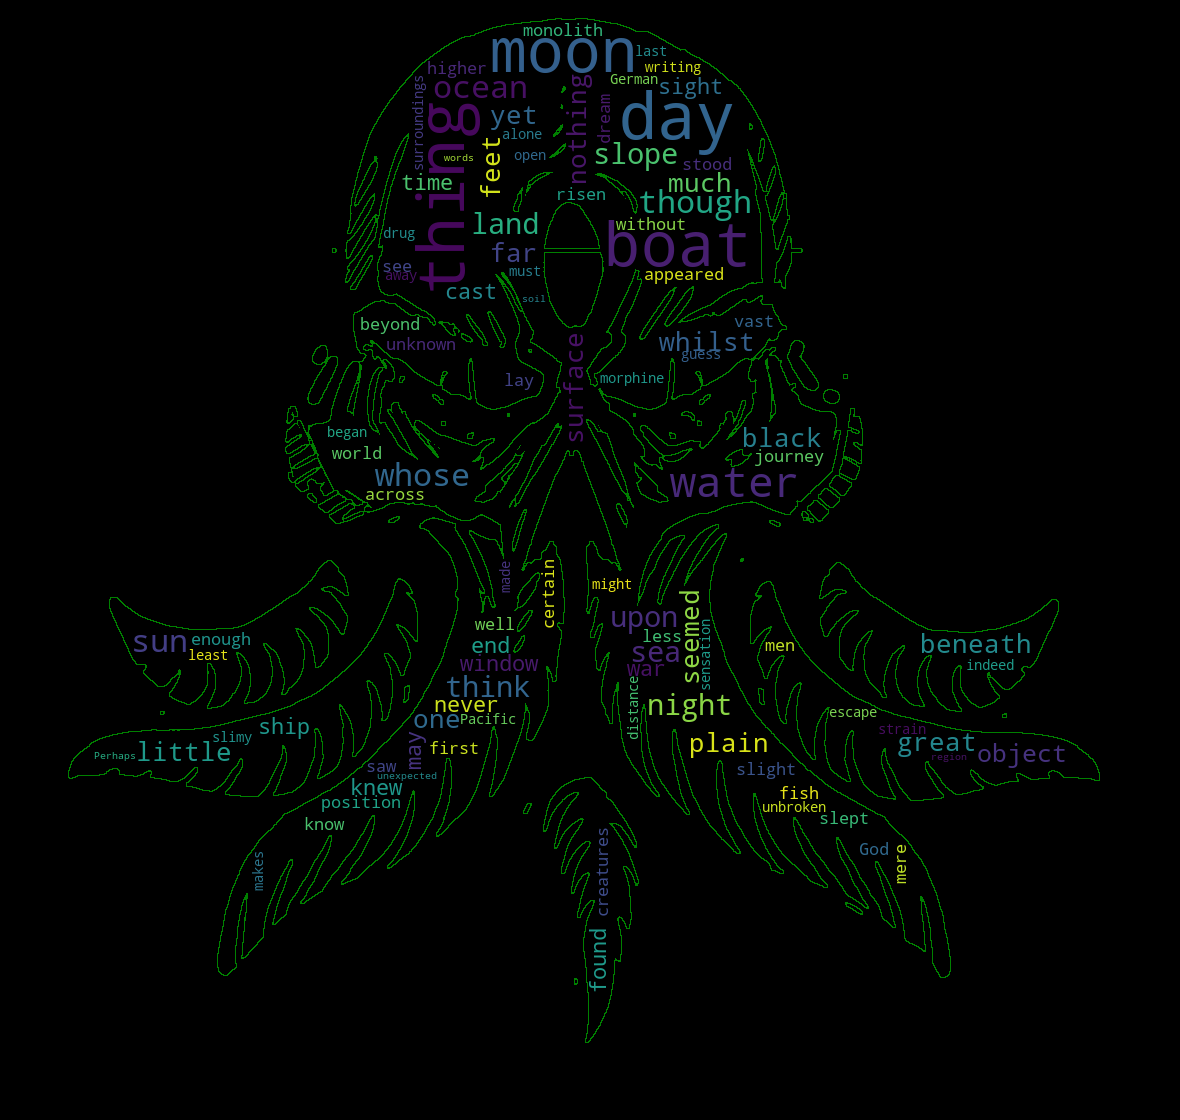 monolith
moon
last
writing
higher
German
surroundings
ocean
nothing
sight
thing
yet
dream
day
alone
feet
words
open
slope
stood
time
much
risen
though
land
without
drug
boat
far
see
must
away
appeared
cast
soil
beyond
vast
unknown
surface
whilst
guess
lay
morphine
began
black
world
journey
whose
water
across
made
certain
might
seemed
well
upon
sensation
sun
enough
less
men
beneath
least
end
sea
indeed
window
war
distance
think
never
night
escape
one
Pacific
ship
strain
slimy
may
first
plain
great
Perhaps
little
object
region
saw
unexpected
slight
knew
position
fish
unbroken
know
slept
makes
creatures
God
mere
found